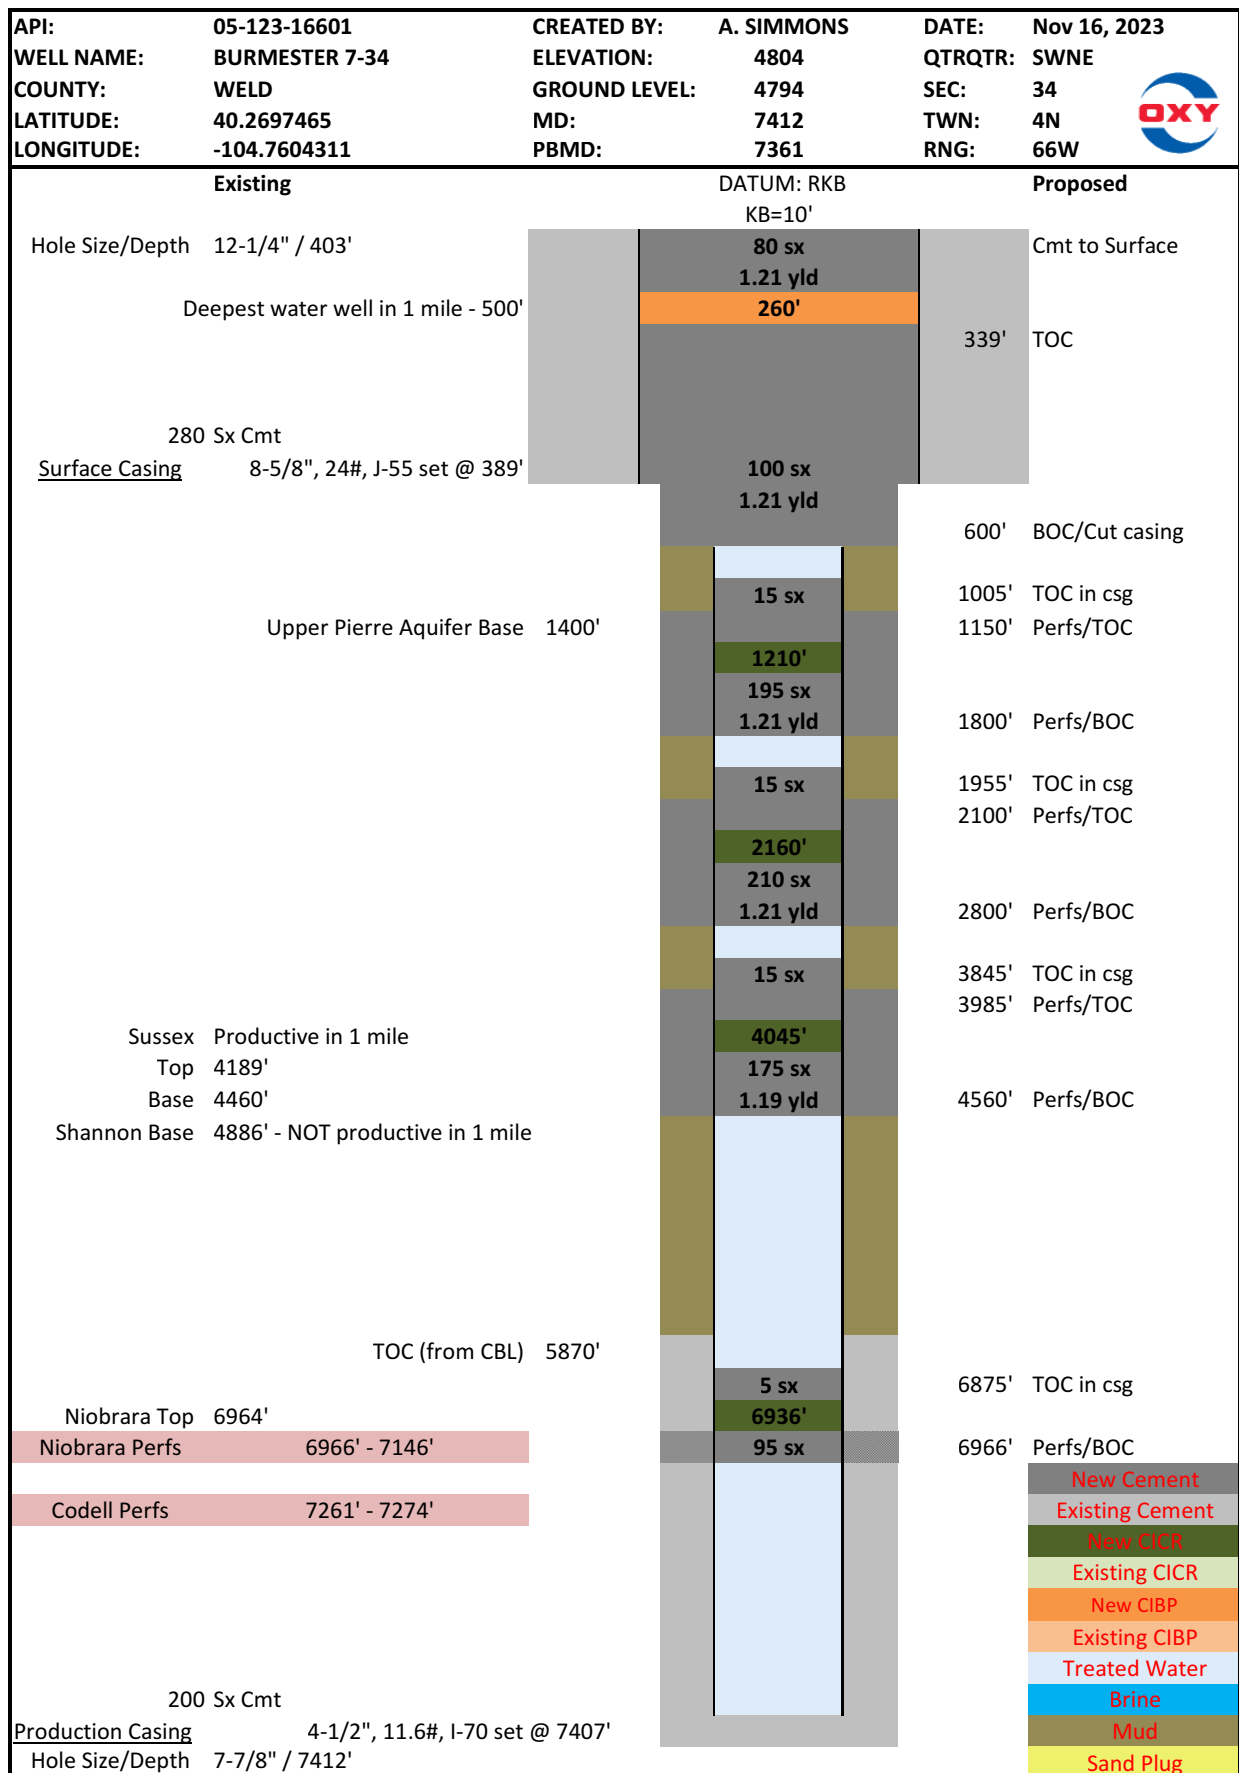 API: 05-123-16601 CREATED BY: A. SIMMONS DATE: Nov 16, 2023
WELL NAME: BURMESTER 7-34 ELEVATION: 4804 QTRQTR: SWNE
COUNTY: WELD GROUND LEVEL: 4794 SEC: 34
OXY
LATITUDE: 40.2697465 MD: 7412 TWN: 4N
LONGITUDE: -104.7604311 PBMD: 7361 RNG: 66W
Existing DATUM: RKB Proposed
KB=10'
Hole Size/Depth 12-1/4" / 403' 80 sx Cmt to Surface
1.21 yld
Deepest water well in 1 mile - 500' 260'
339' TOC
280 Sx Cmt
Surface Casing 8-5/8", 24#, J-55 set @ 389' 100 sx
1.21 yld
600' BOC/Cut casing
15 sx 1005' TOC in csg
Upper Pierre Aquifer Base 1400' 1150' Perfs/TOC
1210'
195 sx
1.21 yld 1800' Perfs/BOC
15 sx 1955' TOC in csg
2100' Perfs/TOC
2160'
210 sx
1.21 yld 2800' Perfs/BOC
15 sx 3845' TOC in csg
3985' Perfs/TOC
Sussex Productive in 1 mile 4045'
Top 4189' 175 sx
Base 4460' 1.19 yld 4560' Perfs/BOC
Shannon Base 4886' - NOT productive in 1 mile
TOC (from CBL) 5870'
5 sx 6875' TOC in csg
Niobrara Top 6964' 6936'
Niobrara Perfs 6966' - 7146' 95 sx 6966' Perfs/BOC
New Cement
Codell Perfs 7261' - 7274' Existing Cement
New CICR
Existing CICR
New CIBP
Existing CIBP
Treated Water
200 Sx Cmt Brine
Production Casing 4-1/2", 11.6#, I-70 set @ 7407' Mud
Hole Size/Depth 7-7/8" / 7412' Sand Plug